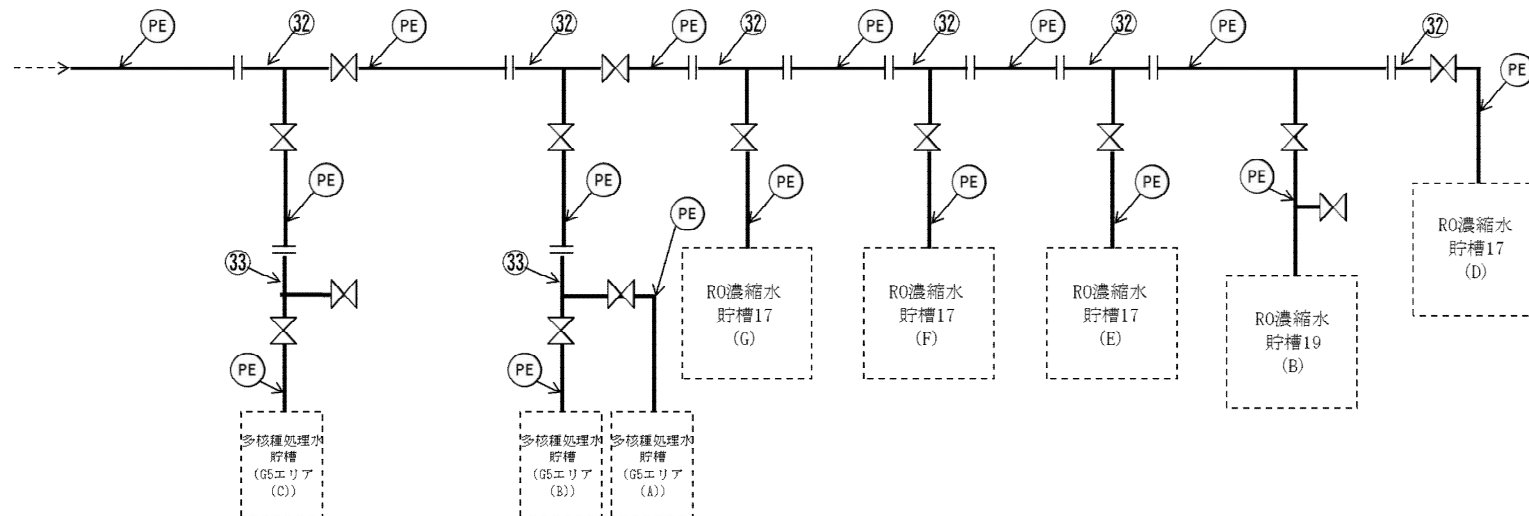 PE
32
PE
32
PE
32
PE
32
PE
32
PE
32
PE
PE
PE
PE
PE
PE
PE
PE
33
33
RO濃縮水
貯槽17
(G)
RO濃縮水
貯槽17
(F)
RO濃縮水
貯槽17
(E)
RO濃縮水
貯槽19
(B)
RO濃縮水
貯槽17
(D)
PE
PE
多核種処理水
貯槽
(G5エリア
(C))
多核種処理水
貯槽
(G5エリア
(B))
多核種処理水
貯槽
(G5エリア
(A))